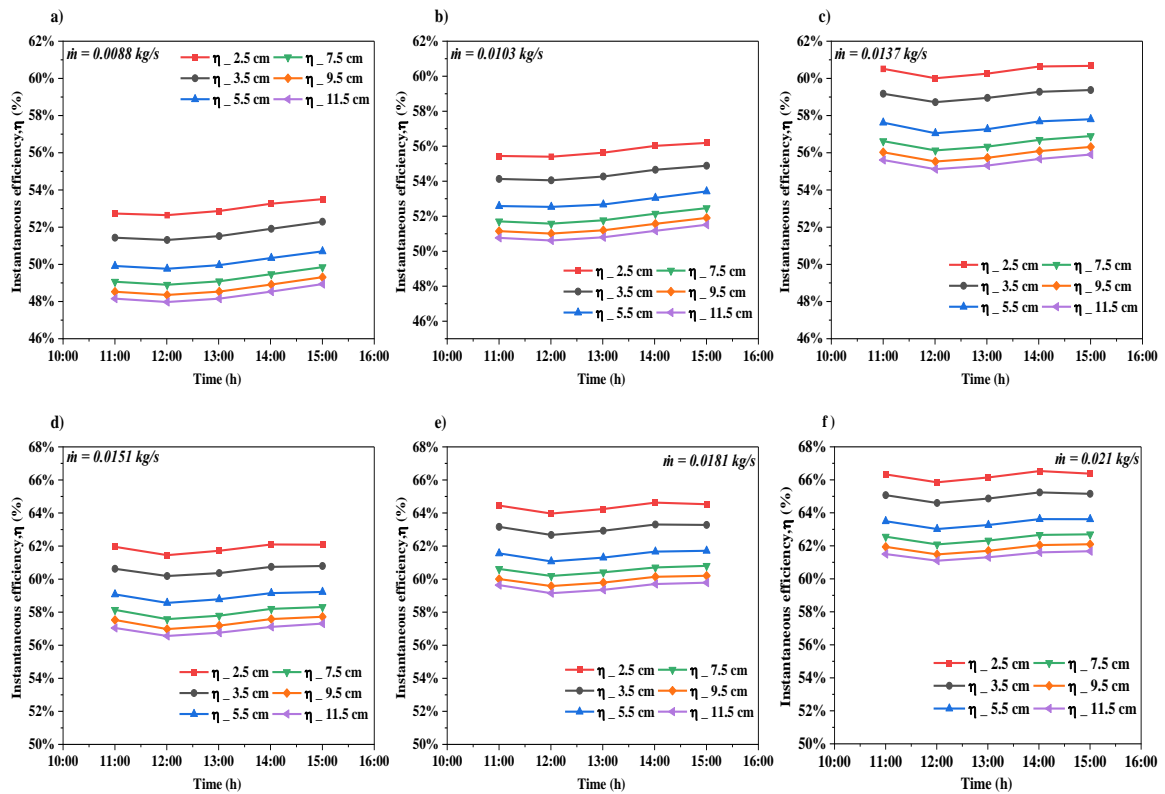 a)
ṁ = 0.0088 kg/s
η _ 2.5 cm η _ 7.5 cm
η _ 3.5 cm η _ 9.5 cm
η _ 5.5 cm η _ 11.5 cm
Instantaneous efficiency,η (%)
62%
60%
58%
56%
54%
52%
50%
48%
46%
10:00 11:00 12:00 13:00 14:00 15:00 16:00
Time (h)
b)
ṁ = 0.0103 kg/s
Instantaneous efficiency,η (%)
62%
60%
58%
56%
54%
52%
50%
48%
46%
η _ 2.5 cm η _ 7.5 cm
η _ 3.5 cm η _ 9.5 cm
η _ 5.5 cm η _ 11.5 cm
10:00 11:00 12:00 13:00 14:00 15:00 16:00
Time (h)
c)
ṁ = 0.0137 kg/s
Instantaneous efficiency,η (%)
62%
60%
58%
56%
54%
52%
50%
48%
46%
η _ 2.5 cm η _ 7.5 cm
η _ 3.5 cm η _ 9.5 cm
η _ 5.5 cm η _ 11.5 cm
10:00 11:00 12:00 13:00 14:00 15:00 16:00
Time (h)
d)
ṁ = 0.0151 kg/s
Instantaneous efficiency,η (%)
68%
66%
64%
62%
60%
58%
56%
54%
52%
50%
η _ 2.5 cm η _ 7.5 cm
η _ 3.5 cm η _ 9.5 cm
η _ 5.5 cm η _ 11.5 cm
10:00 11:00 12:00 13:00 14:00 15:00 16:00
Time (h)
e)
ṁ = 0.0181 kg/s
Instantaneous efficiency,η (%)
68%
66%
64%
62%
60%
58%
56%
54%
52%
50%
η _ 2.5 cm η _ 7.5 cm
η _ 3.5 cm η _ 9.5 cm
η _ 5.5 cm η _ 11.5 cm
10:00 11:00 12:00 13:00 14:00 15:00 16:00
Time (h)
f )
ṁ = 0.021 kg/s
Instantaneous efficiency,η (%)
68%
66%
64%
62%
60%
58%
56%
54%
52%
50%
η _ 2.5 cm η _ 7.5 cm
η _ 3.5 cm η _ 9.5 cm
η _ 5.5 cm η _ 11.5 cm
10:00 11:00 12:00 13:00 14:00 15:00 16:00
Time (h)